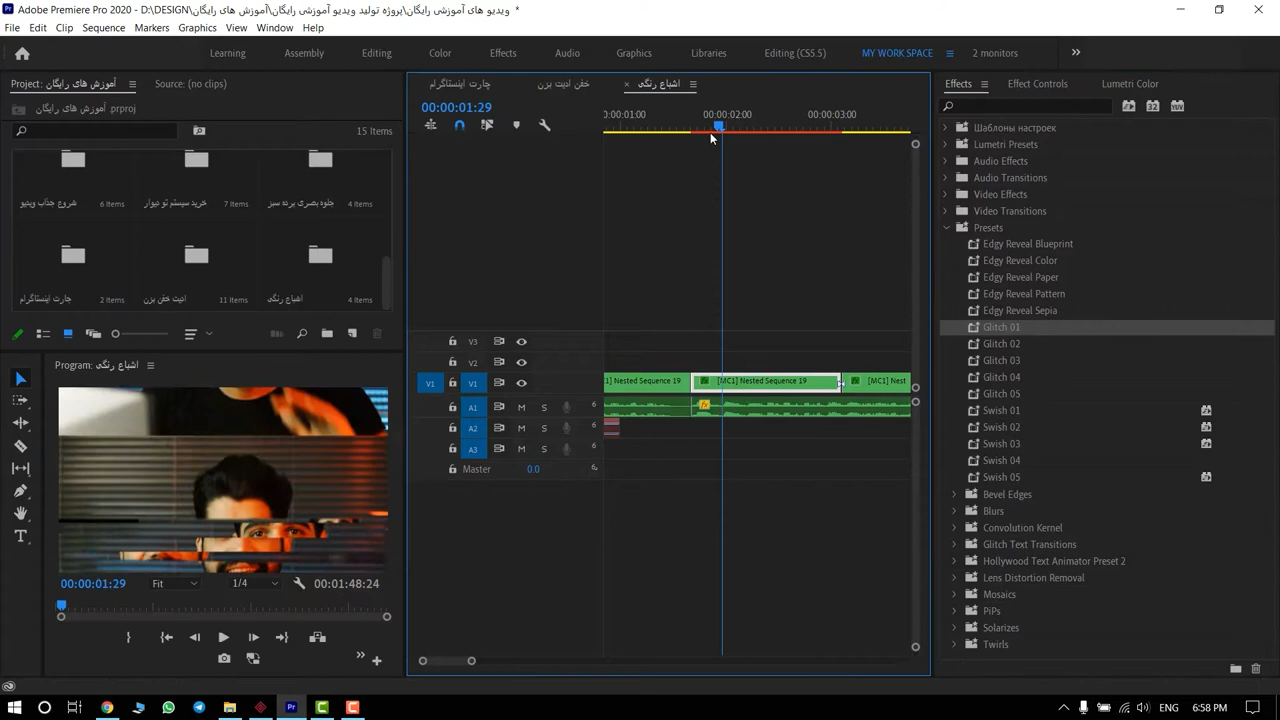 Adobe Premiere Pro 2020 - D:\DESIGN\ویدیو های آموزشی رایگان\پروژه تولید ویدیو آموزشی\آموزش های رایگان *
File Edit Clip Sequence Markers Graphics View Window Help
Learning Assembly Editing Color Effects Audio Graphics Libraries Editing (CS5.5) MY WORK SPACE 2 monitors
Project: آموزش های رایگان
Source: (no clips)
آموزش های رایگان .prproj
15 Items
شروع جذاب ویدیو 6 Items
خرید سیستم تو دیوار 7 Items
جلوه بصری پرده سبز 4 Items
چارت اینستاگرام 2 Items
خفن ادیت بزن 11 Items
اشباع رنگی 4 Items
Program: اشباع رنگی
00:00:01:29 Fit 1/4 00:01:48:24
چارت اینستاگرام
خفن ادیت بزن
× اشباع رنگی
00:00:01:29
0:00:01:00 00:00:02:00 00:00:03:00
V3
V2
V1 V1 C1] Nested Sequence 19 [MC1] Nested Sequence 19 [MC1] Nest
A1 M S 6
A2 M S 6
A3 M S 6
Master 0.0
Effects Effect Controls Lumetri Color
Шаблоны настроек
Lumetri Presets
Audio Effects
Audio Transitions
Video Effects
Video Transitions
Presets
Edgy Reveal Blueprint
Edgy Reveal Color
Edgy Reveal Paper
Edgy Reveal Pattern
Edgy Reveal Sepia
Glitch 01
Glitch 02
Glitch 03
Glitch 04
Glitch 05
Swish 01
Swish 02
Swish 03
Swish 04
Swish 05
Bevel Edges
Blurs
Convolution Kernel
Glitch Text Transitions
Hollywood Text Animator Preset 2
Lens Distortion Removal
Mosaics
PiPs
Solarizes
Twirls
ENG 6:58 PM